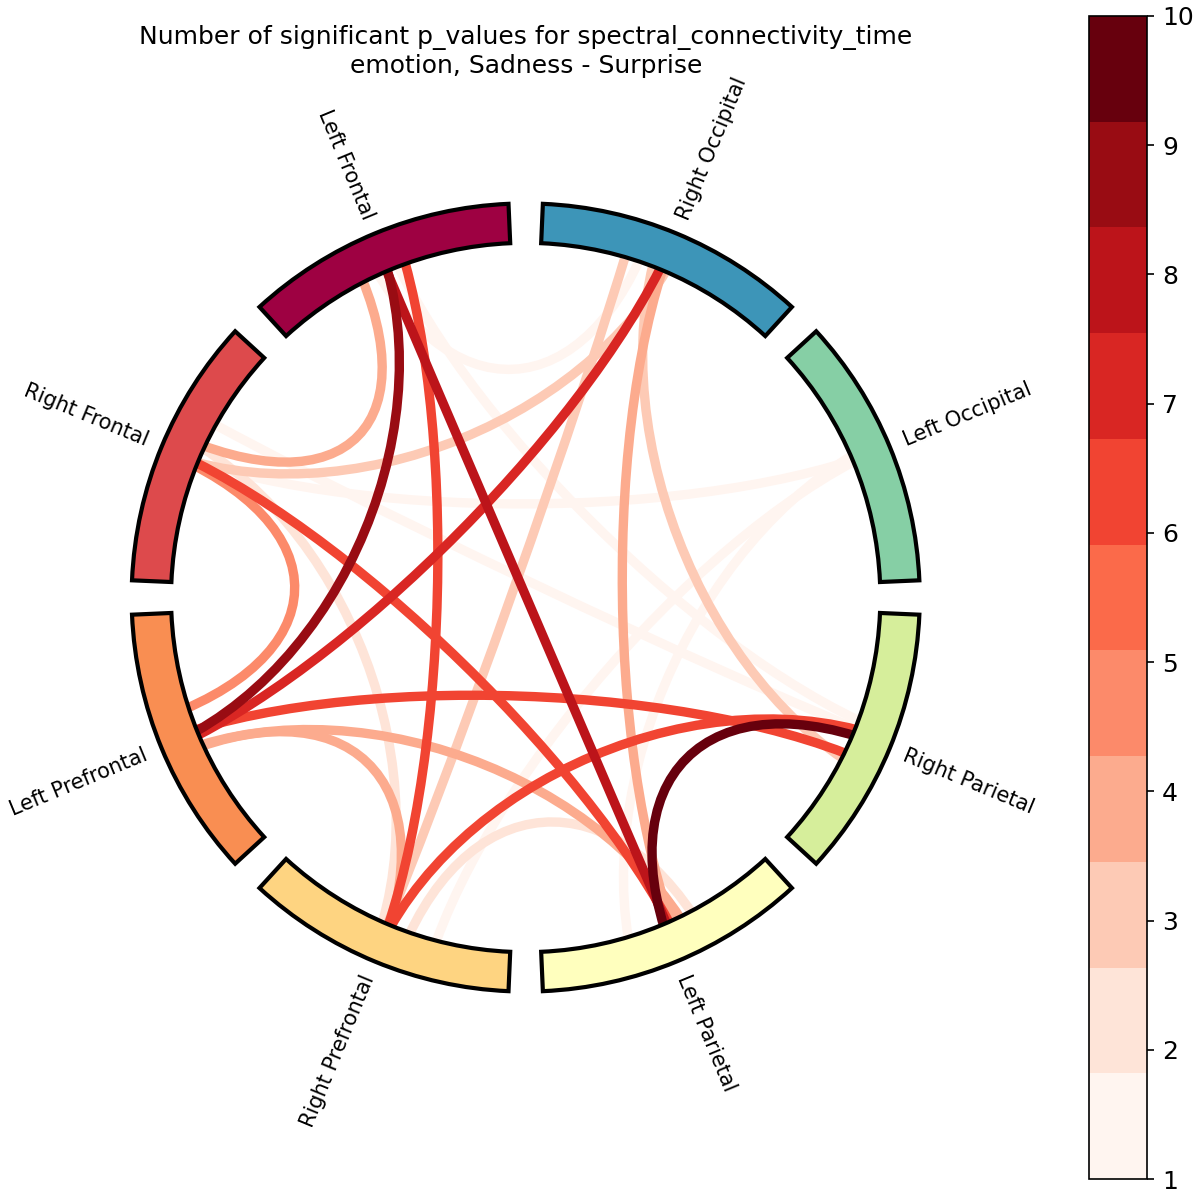 Number of significant p_values for spectral_connectivity_time
emotion, Sadness - Surprise
Left Frontal
Right Occipital
Right Frontal
Left Occipital
Left Prefrontal
Right Parietal
Right Prefrontal
Left Parietal
10
9
8
7
6
5
4
3
2
1